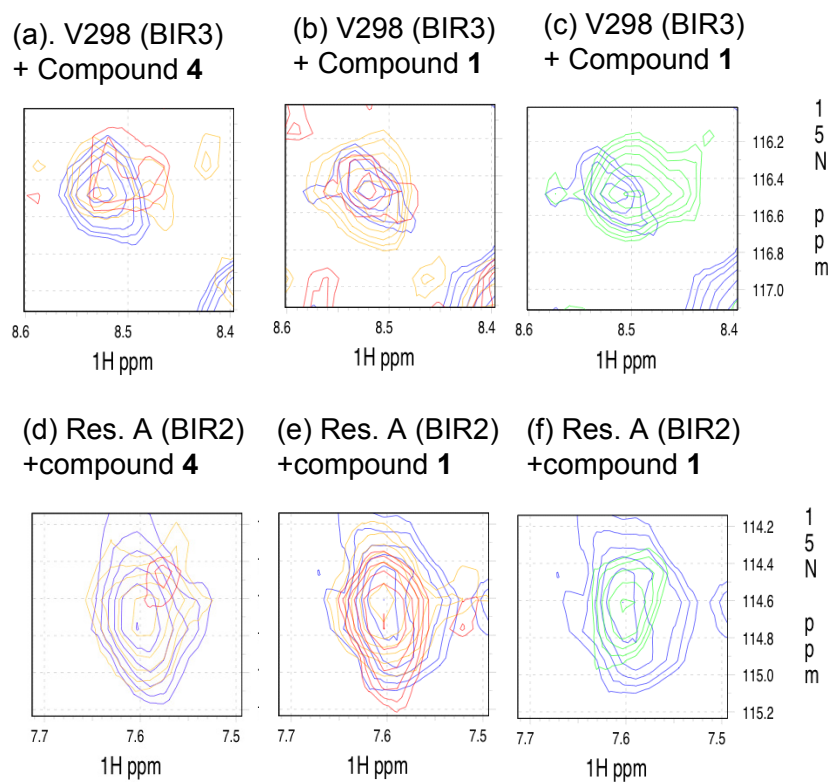 (a). V298 (BIR3)
+ Compound 4
(b) V298 (BIR3)
+ Compound 1
(c) V298 (BIR3)
+ Compound 1
116.2
116.4
116.6
116.8
117.0
15N ppm
8.6 8.5 8.4
1H ppm
8.6 8.5 8.4
1H ppm
8.6 8.5 8.4
1H ppm
(d) Res. A (BIR2)
+compound 4
(e) Res. A (BIR2)
+compound 1
(f) Res. A (BIR2)
+compound 1
114.2
114.4
114.6
114.8
115.0
115.2
15N ppm
7.7 7.6 7.5
1H ppm
7.7 7.6 7.5
1H ppm
7.7 7.6 7.5
1H ppm